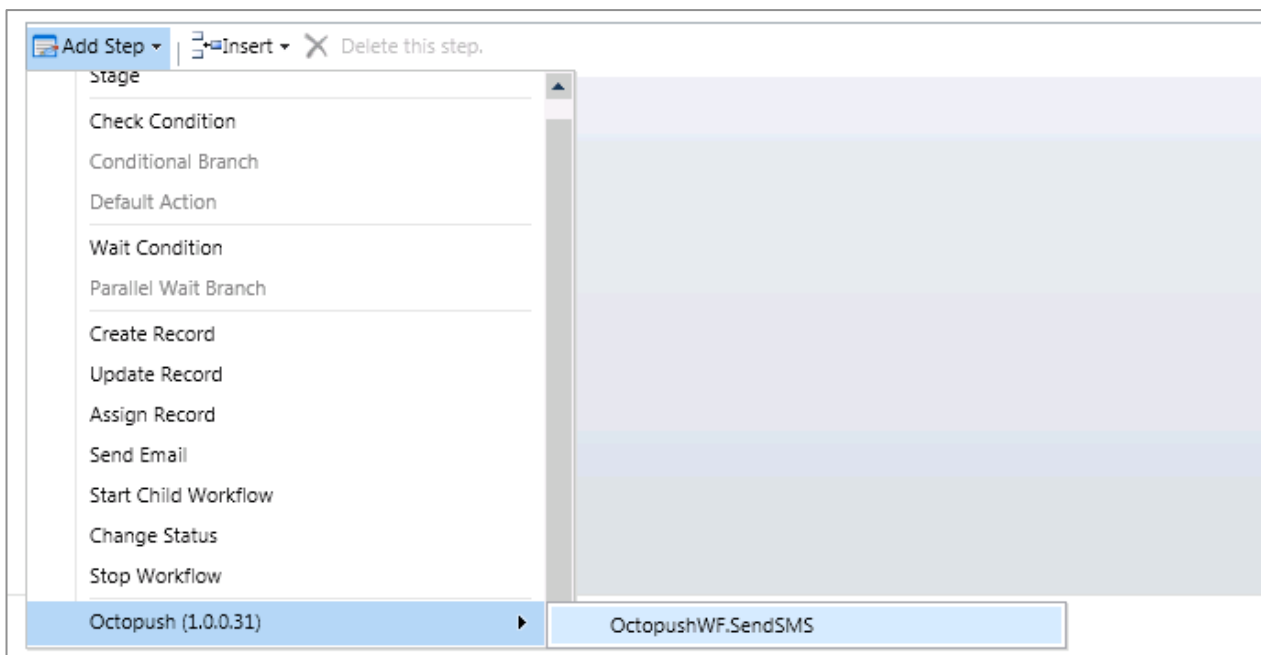 Add Step Insert Delete this step.
Stage
Check Condition
Conditional Branch
Default Action
Wait Condition
Parallel Wait Branch
Create Record
Update Record
Assign Record
Send Email
Start Child Workflow
Change Status
Stop Workflow
Octopush (1.0.0.31) OctopushWF.SendSMS